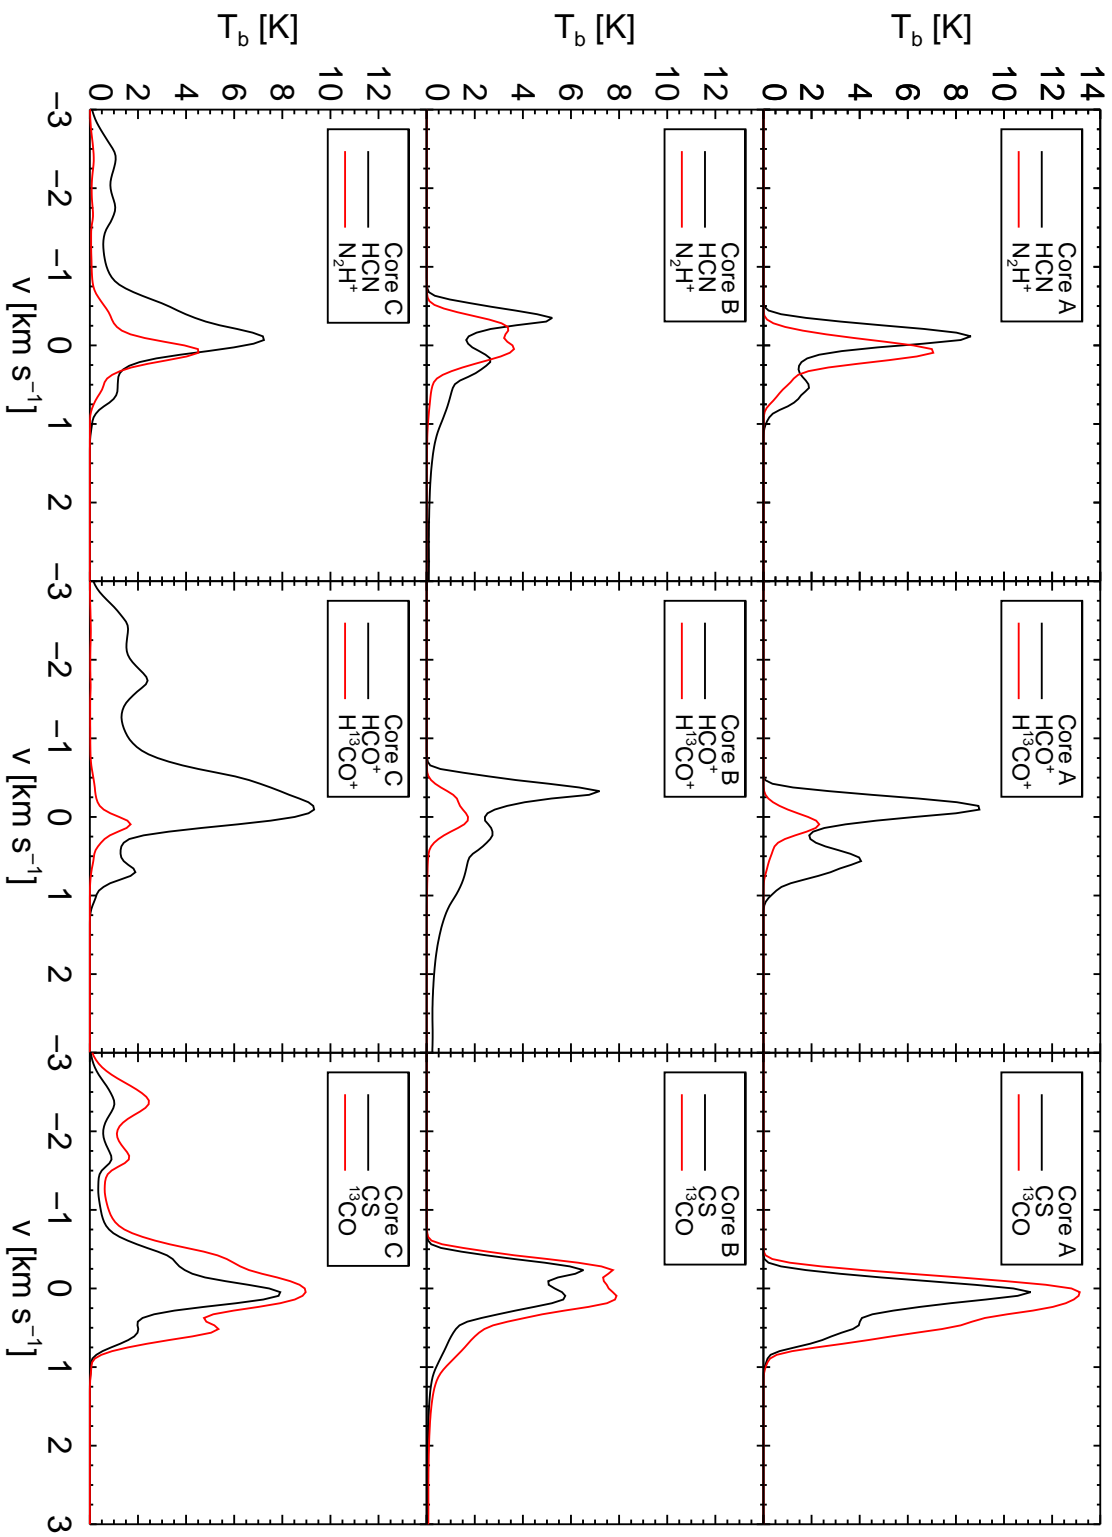 T_b [K]
14
12
10
8
6
4
2
0
Core A
HCN
N₂H⁺
Core A
HCO⁺
H¹³CO⁺
Core A
CS
¹³CO
T_b [K]
12
10
8
6
4
2
0
Core B
HCN
N₂H⁺
Core B
HCO⁺
H¹³CO⁺
Core B
CS
¹³CO
T_b [K]
12
10
8
6
4
2
0
Core C
HCN
N₂H⁺
Core C
HCO⁺
H¹³CO⁺
Core C
CS
¹³CO
−3 −2 −1 0 1 2 −3 −2 −1 0 1 2 −3 −2 −1 0 1 2 3
v [km s⁻¹] v [km s⁻¹] v [km s⁻¹]